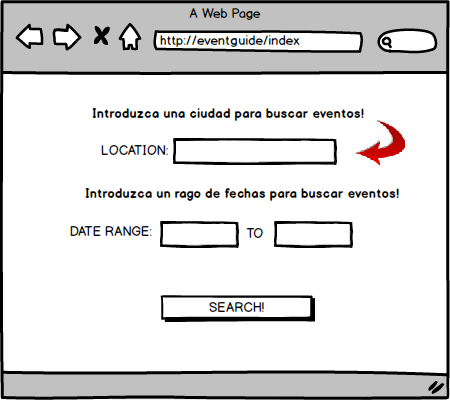 A Web Page
http://eventguide/index
Introduzca una ciudad para buscar eventos!
LOCATION:
Introduzca un rago de fechas para buscar eventos!
DATE RANGE: TO
SEARCH!